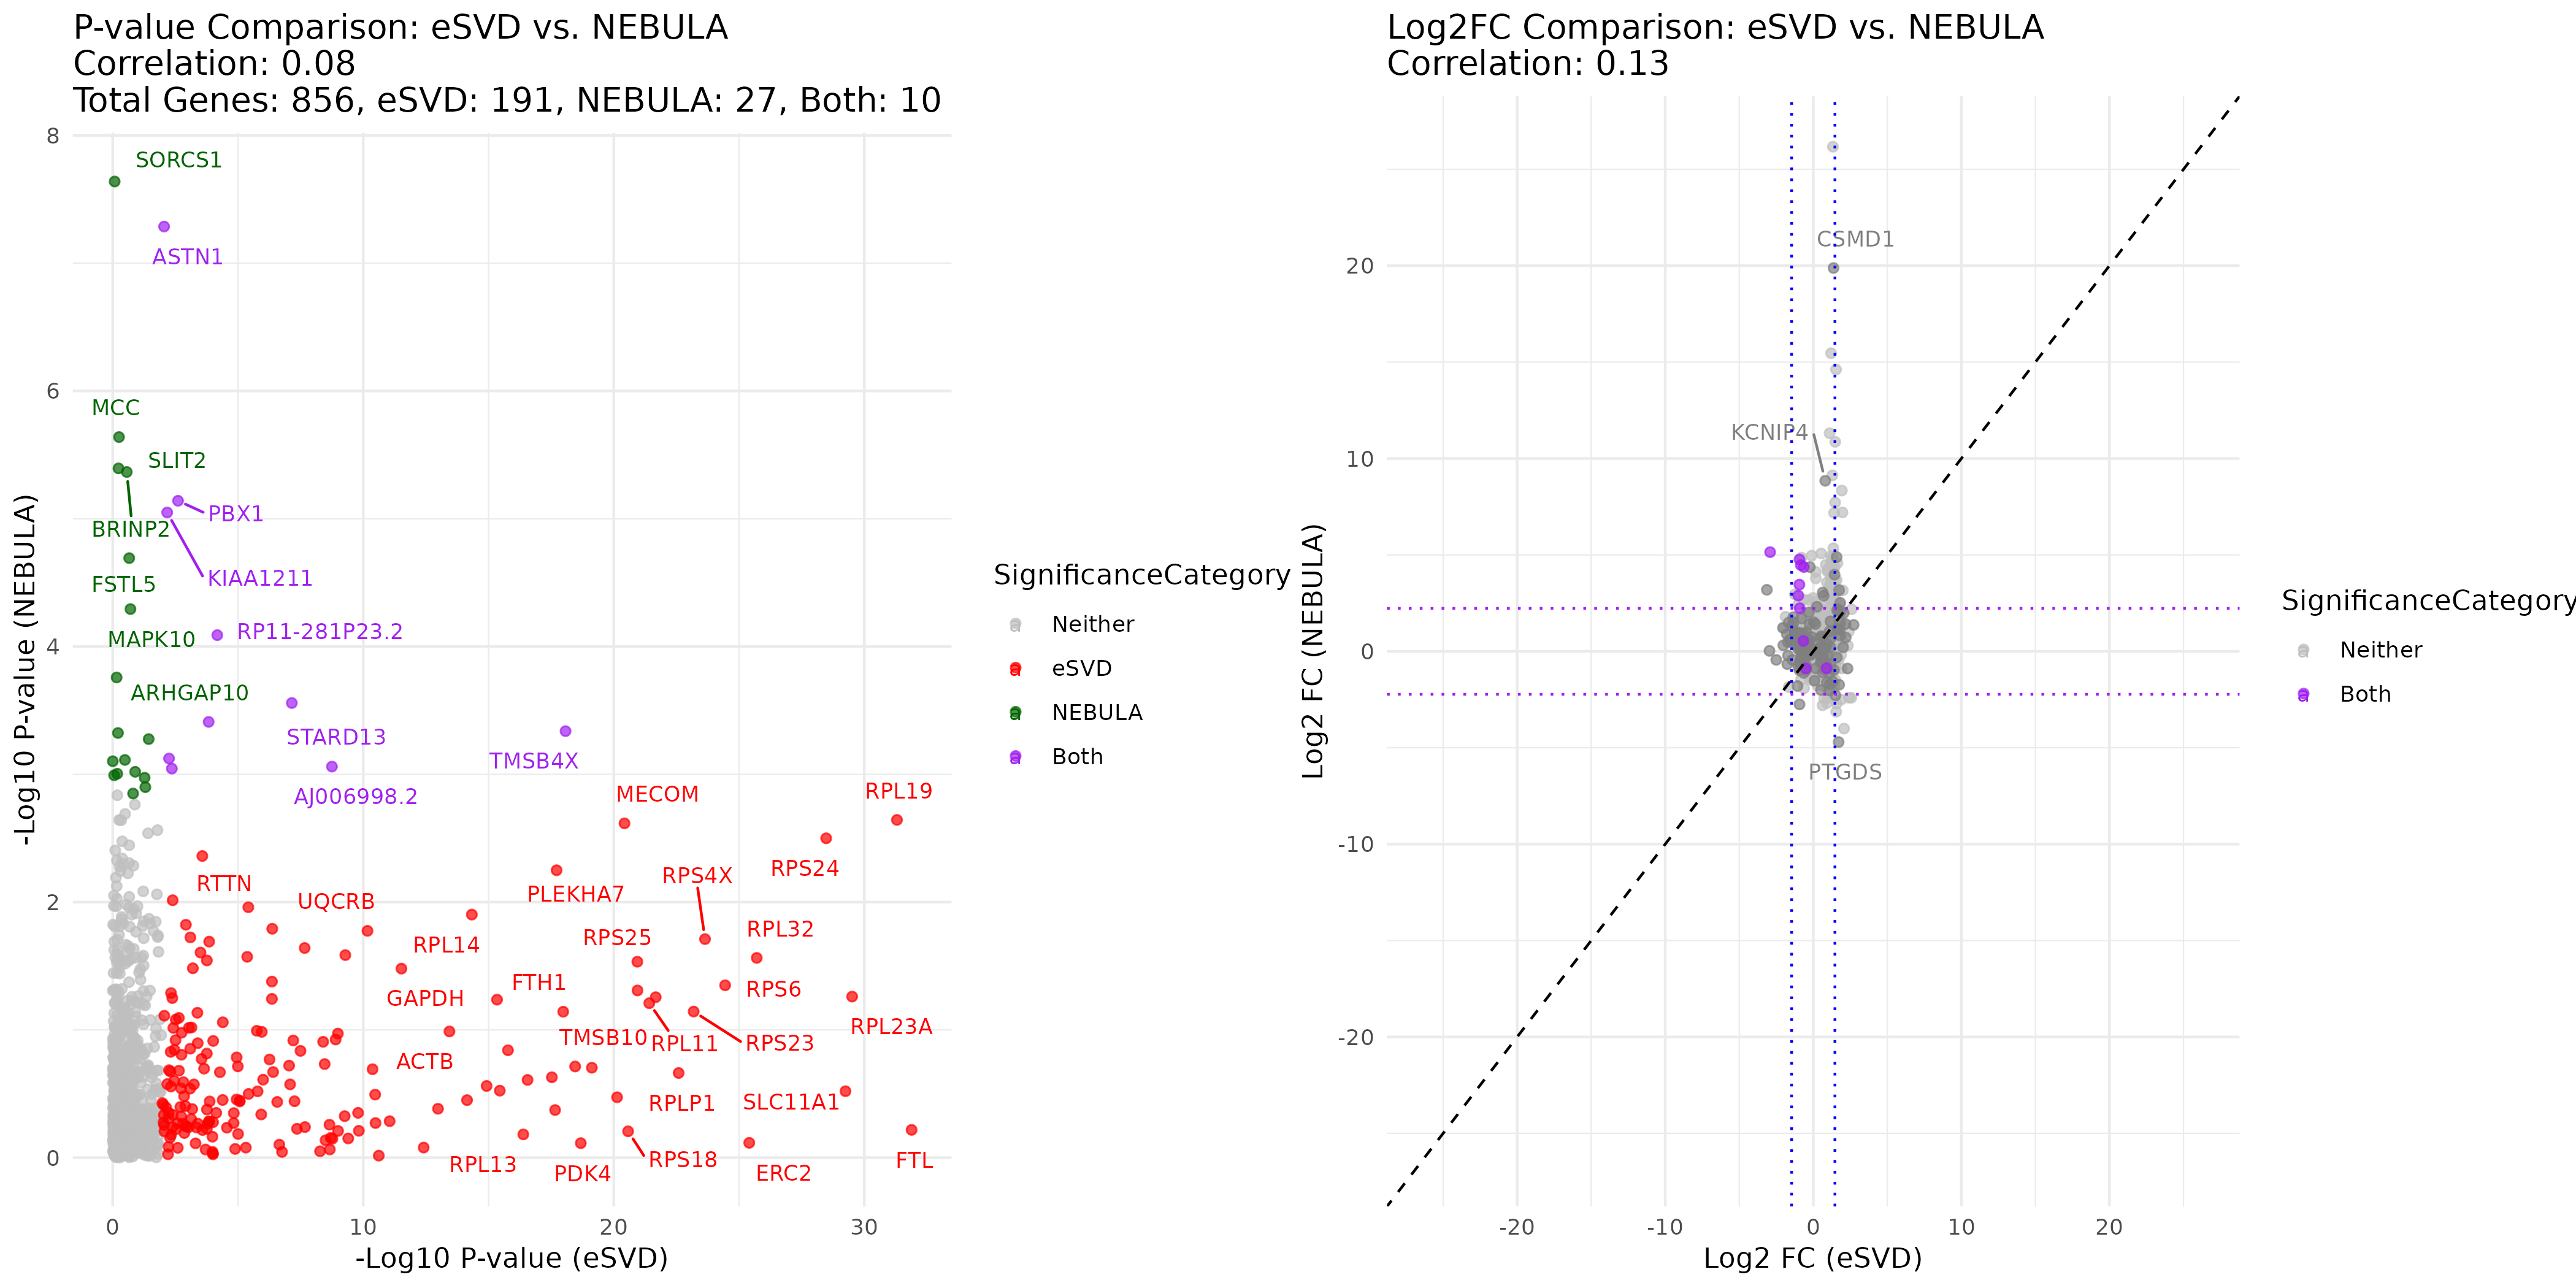 P-value Comparison: eSVD vs. NEBULA
Correlation: 0.08
Total Genes: 856, eSVD: 191, NEBULA: 27, Both: 10
8
6
4
2
0
-Log10 P-value (NEBULA)
SORCS1
ASTN1
MCC
SLIT2
PBX1
BRINP2
KIAA1211
FSTL5
RP11-281P23.2
MAPK10
ARHGAP10
STARD13
TMSB4X
AJ006998.2
MECOM
RPL19
RTTN
UQCRB
PLEKHA7
RPS4X
RPS24
RPL14
RPS25
RPL32
GAPDH
FTH1
RPS6
RPL23A
ACTB
TMSB10
RPL11
RPS23
RPLP1
SLC11A1
RPL13
PDK4
RPS18
ERC2
FTL
0
10
20
30
-Log10 P-value (eSVD)
SignificanceCategory
Neither
eSVD
NEBULA
Both
Log2FC Comparison: eSVD vs. NEBULA
Correlation: 0.13
20
10
0
-10
-20
Log2 FC (NEBULA)
CSMD1
KCNIP4
PTGDS
-20
-10
0
10
20
Log2 FC (eSVD)
SignificanceCategory
Neither
Both